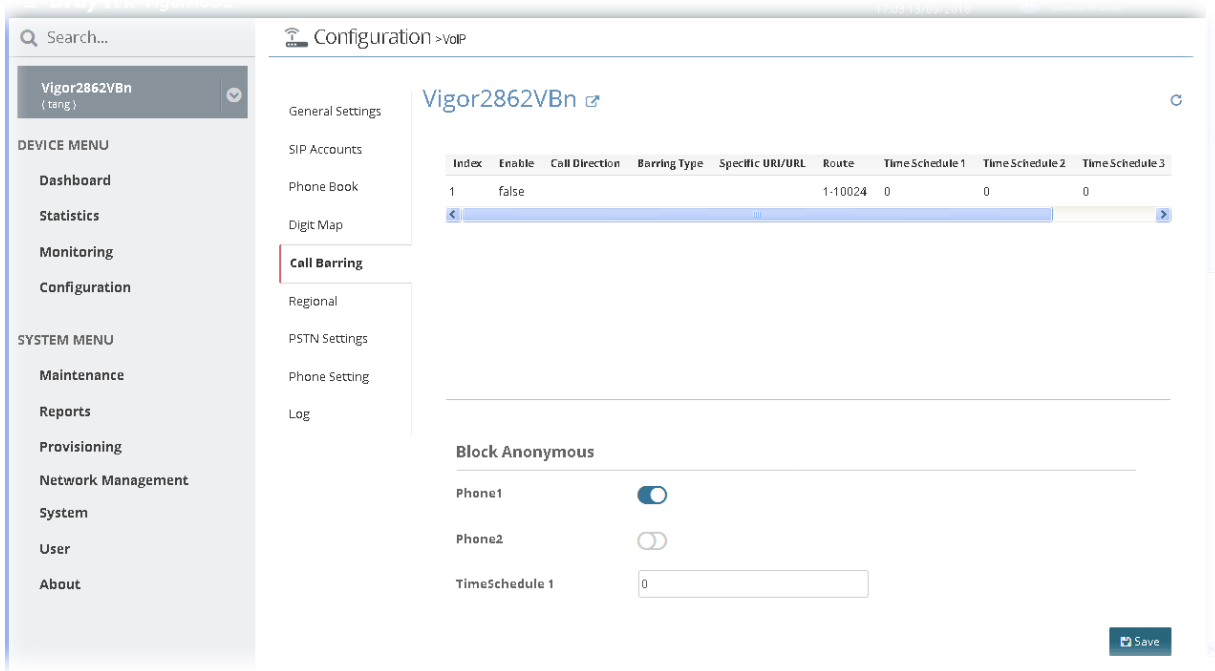 Search...
Configuration >VoIP
Vigor2862VBn
( tang )
DEVICE MENU
Dashboard
Statistics
Monitoring
Configuration
SYSTEM MENU
Maintenance
Reports
Provisioning
Network Management
System
User
About
General Settings
SIP Accounts
Phone Book
Digit Map
Call Barring
Regional
PSTN Settings
Phone Setting
Log
Vigor2862VBn
Index Enable Call Direction Barring Type Specific URI/URL Route Time Schedule 1 Time Schedule 2 Time Schedule 3
1 false 1-10024 0 0 0
Block Anonymous
Phone1
Phone2
TimeSchedule 1 0
Save